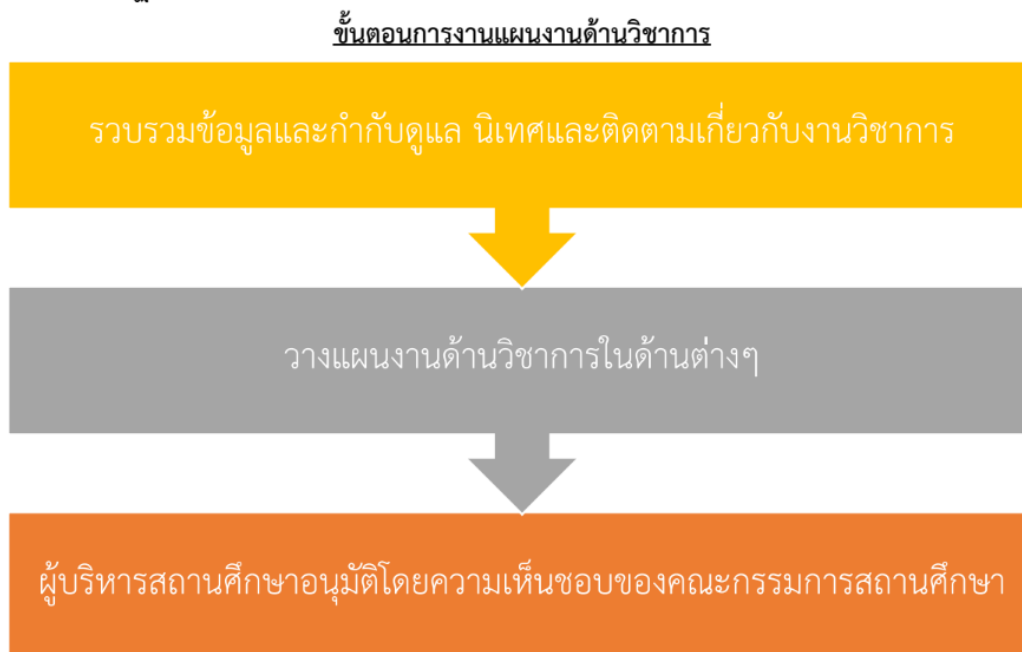 ขั้นตอนการงานแผนงานด้านวิชาการ
รวบรวมข้อมูลและกำกับดูแล นิเทศและติดตามเกี่ยวกับงานวิชาการ
วางแผนงานด้านวิชาการในด้านต่างๆ
ผู้บริหารสถานศึกษาอนุมัติโดยความเห็นชอบของคณะกรรมการสถานศึกษา